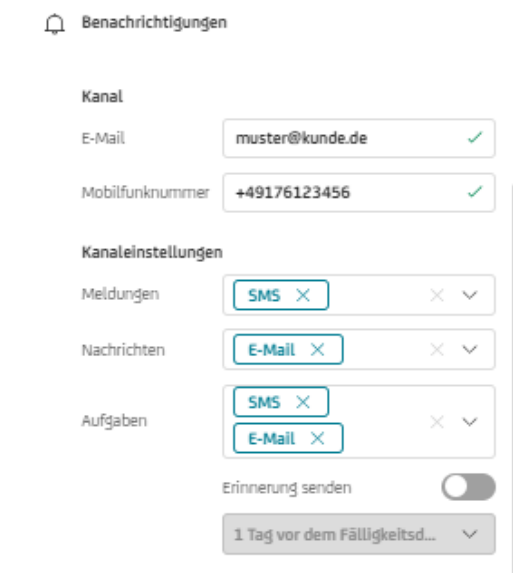 Benachrichtigungen
Kanal
E-Mail muster@kunde.de
Mobilfunknummer +49176123456
Kanaleinstellungen
Meldungen SMS
Nachrichten E-Mail
Aufgaben SMS
E-Mail
Erinnerung senden
1 Tag vor dem Fälligkeitsd...